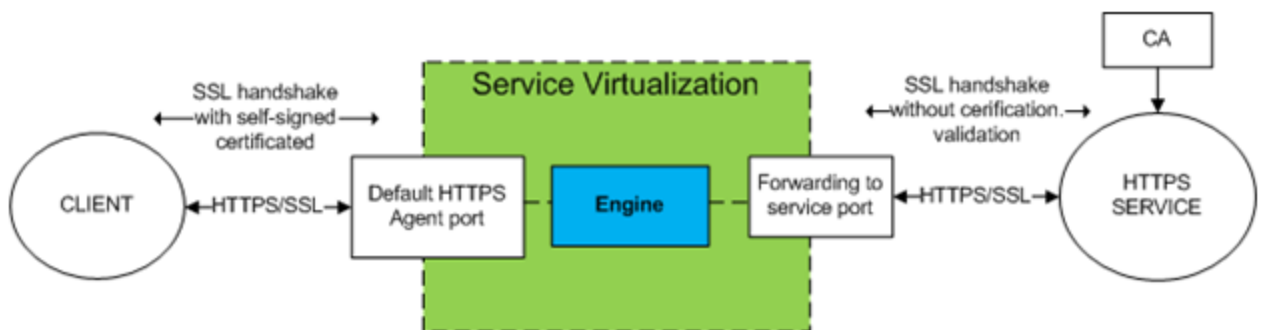 CA
Service Virtualization
SSL handshake
with self-signed
certificated
SSL handshake
without cerification.
validation
CLIENT
HTTPS/SSL
Default HTTPS
Agent port
Engine
Forwarding to
service port
HTTPS/SSL
HTTPS
SERVICE